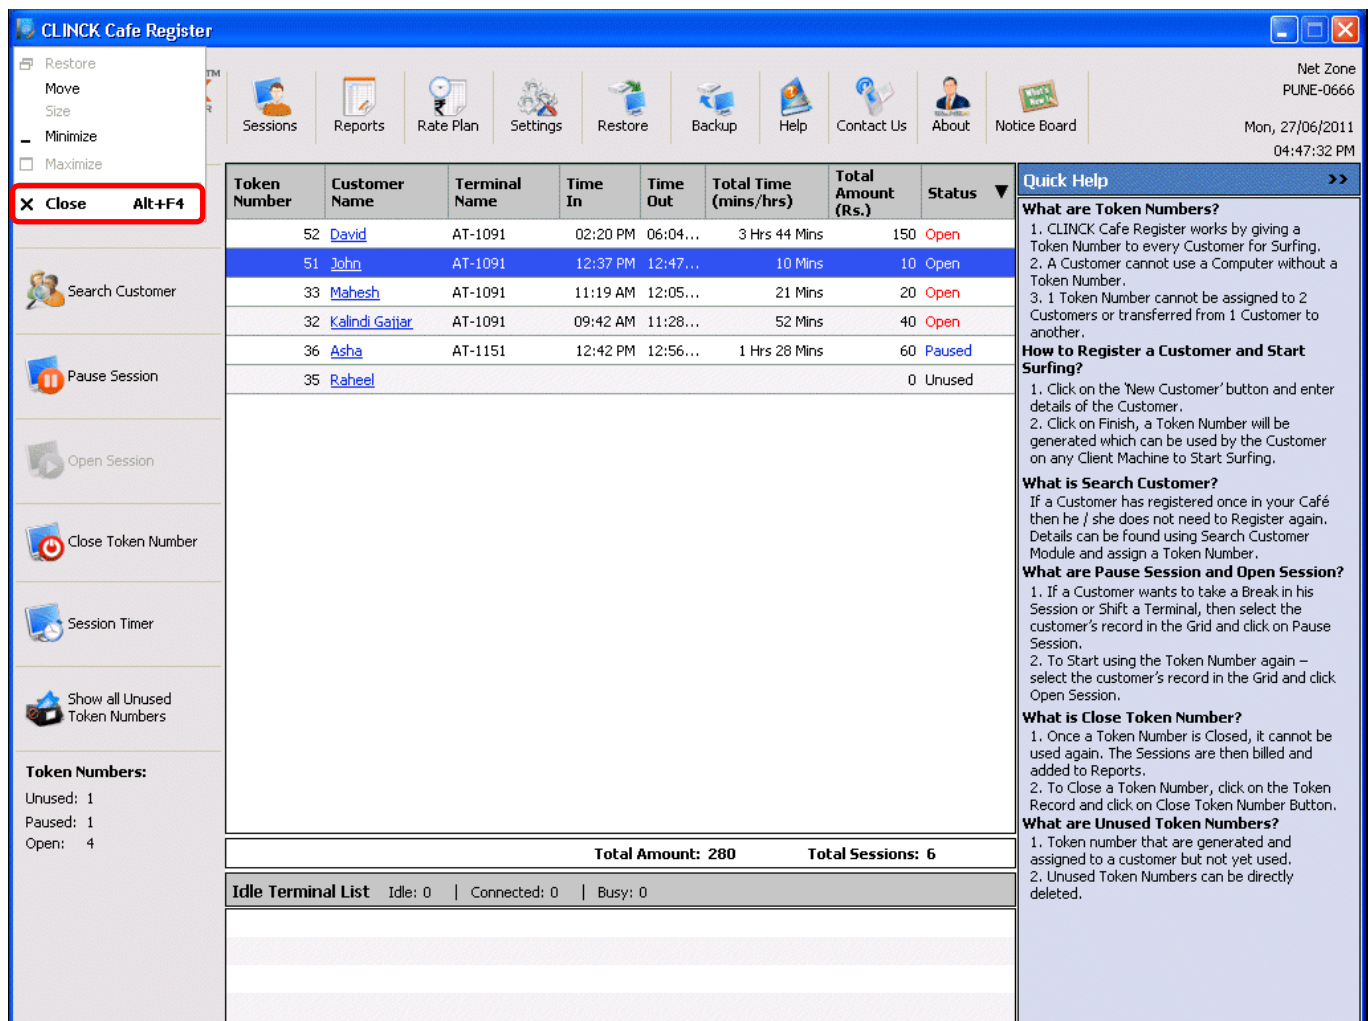 CLINCK Cafe Register
Restore
Move
Size
Minimize
Maximize
X Close Alt+F4
TM
R
Sessions
Reports
Rate Plan
Settings
Restore
Backup
Help
Contact Us
About
What's New!
Notice Board
Net Zone
PUNE-0666
Mon, 27/06/2011
04:47:32 PM
Search Customer
Pause Session
Open Session
Close Token Number
Session Timer
Show all Unused
Token Numbers
Token Numbers:
Unused: 1
Paused: 1
Open: 4
Token Number Customer Name Terminal Name Time In Time Out Total Time (mins/hrs) Total Amount (Rs.) Status ▼
52 David AT-1091 02:20 PM 06:04... 3 Hrs 44 Mins 150 Open
51 John AT-1091 12:37 PM 12:47... 10 Mins 10 Open
33 Mahesh AT-1091 11:19 AM 12:05... 21 Mins 20 Open
32 Kalindi Gajjar AT-1091 09:42 AM 11:28... 52 Mins 40 Open
36 Asha AT-1151 12:42 PM 12:56... 1 Hrs 28 Mins 60 Paused
35 Raheel 0 Unused
Total Amount: 280 Total Sessions: 6
Idle Terminal List Idle: 0 | Connected: 0 | Busy: 0
Quick Help >>
What are Token Numbers?
1. CLINCK Cafe Register works by giving a
Token Number to every Customer for Surfing.
2. A Customer cannot use a Computer without a
Token Number.
3. 1 Token Number cannot be assigned to 2
Customers or transferred from 1 Customer to
another.
How to Register a Customer and Start
Surfing?
1. Click on the 'New Customer' button and enter
details of the Customer.
2. Click on Finish, a Token Number will be
generated which can be used by the Customer
on any Client Machine to Start Surfing.
What is Search Customer?
If a Customer has registered once in your Café
then he / she does not need to Register again.
Details can be found using Search Customer
Module and assign a Token Number.
What are Pause Session and Open Session?
1. If a Customer wants to take a Break in his
Session or Shift a Terminal, then select the
customer's record in the Grid and click on Pause
Session.
2. To Start using the Token Number again –
select the customer's record in the Grid and click
Open Session.
What is Close Token Number?
1. Once a Token Number is Closed, it cannot be
used again. The Sessions are then billed and
added to Reports.
2. To Close a Token Number, click on the Token
Record and click on Close Token Number Button.
What are Unused Token Numbers?
1. Token number that are generated and
assigned to a customer but not yet used.
2. Unused Token Numbers can be directly
deleted.